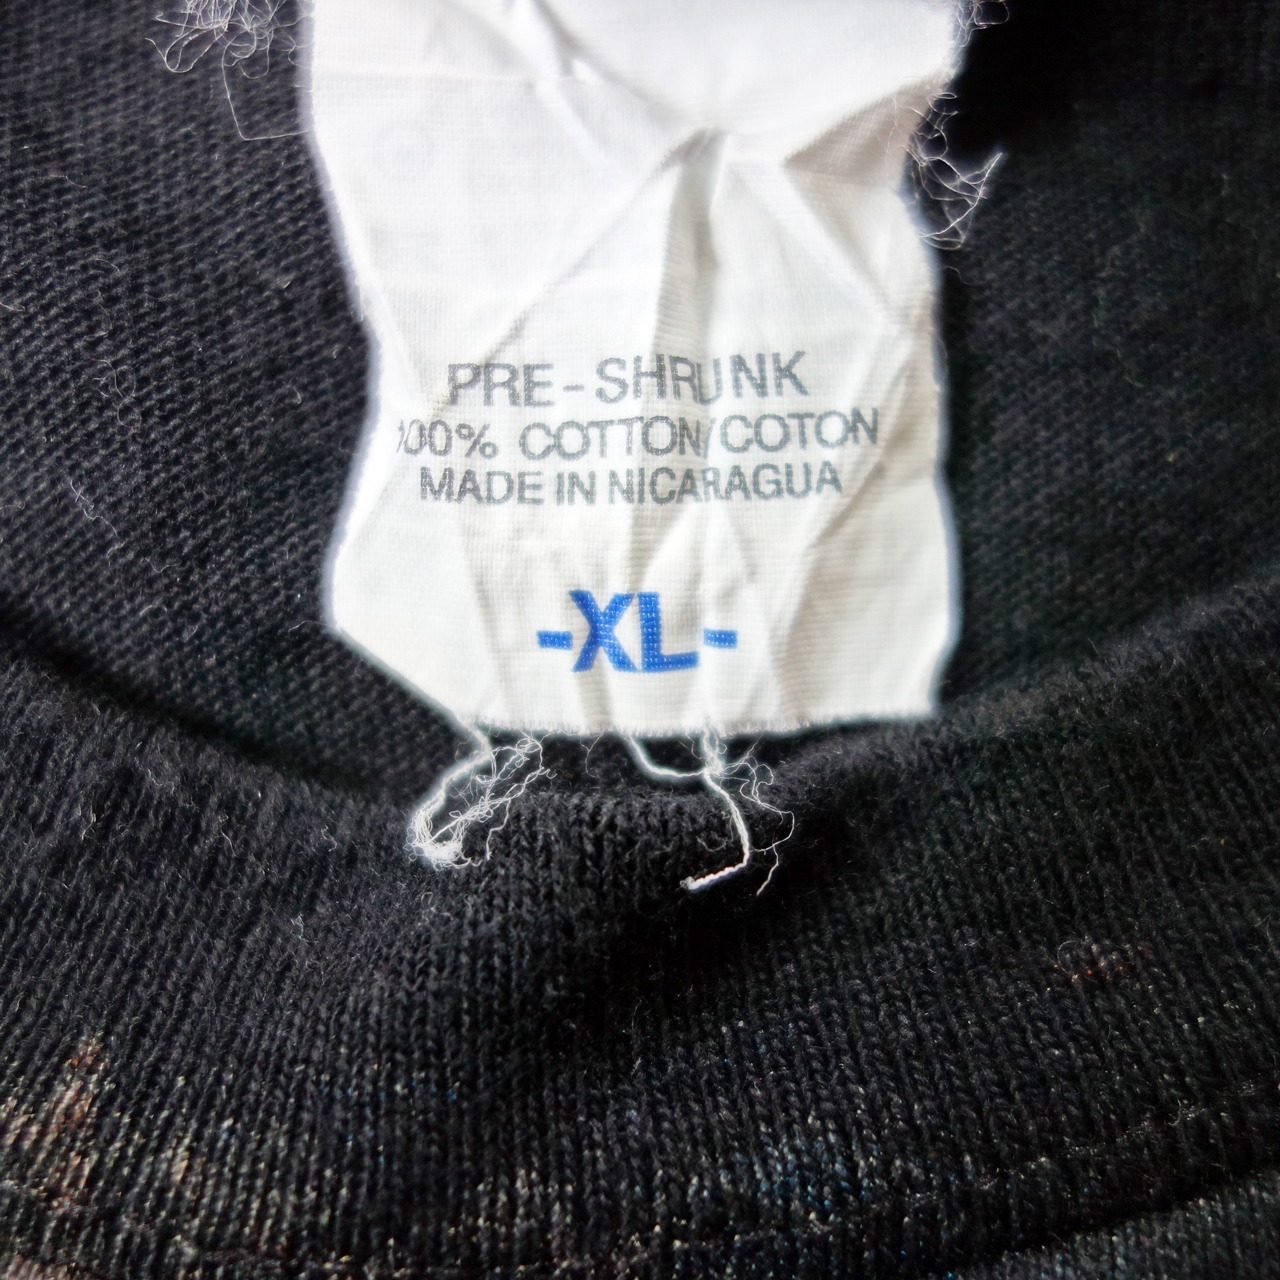 PRE-SHRUNK
100% COTTON/COTON
MADE IN NICARAGUA
-XL-